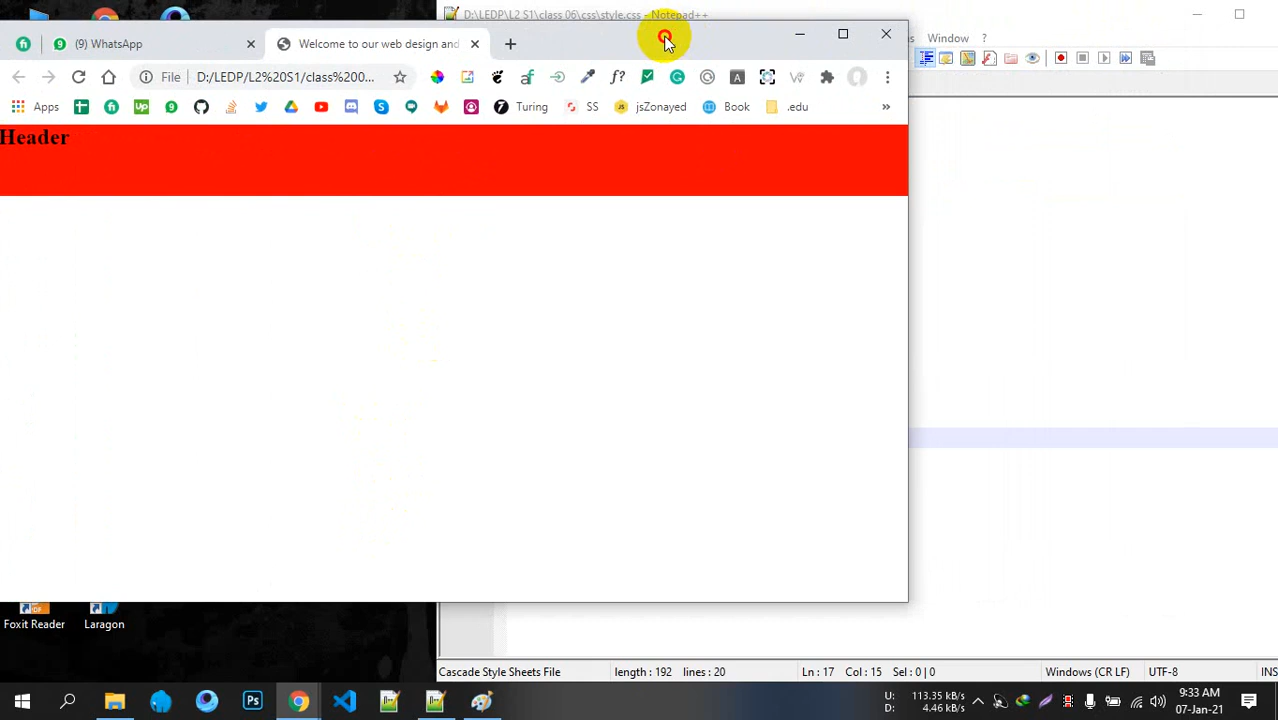 D:\LEDP\L2 S1\class 06\css\style.css - Notepad++
(9) WhatsApp
Welcome to our web design and
Window ?
File D:/LEDP/L2%20S1/class%200...
f?
A
Apps
Up
Turing
SS
jsZonayed
Book
.edu
»
Header
Foxit Reader
Laragon
Cascade Style Sheets File
length : 192 lines : 20
Ln : 17 Col : 15 Sel : 0 | 0
Windows (CR LF)
UTF-8
INS
Ps
U: 113.35 kB/s
D: 4.46 kB/s
9:33 AM
07-Jan-21